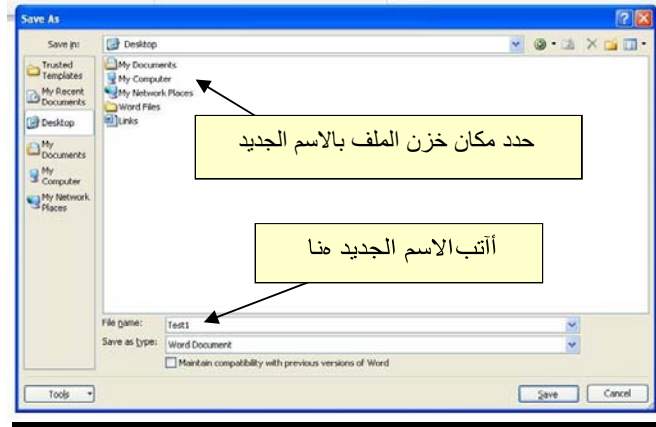 Save As
Save in:
Desktop
Trusted Templates
My Recent Documents
Desktop
My Documents
My Computer
My Network Places
My Documents
My Computer
My Network Places
Word Files
Links
حدد مكان خزن الملف بالاسم الجديد
أآتب الاسم الجديد هنا
File name:
Test1
Save as type:
Word Document
Maintain compatibility with previous versions of Word
Tools
Save
Cancel